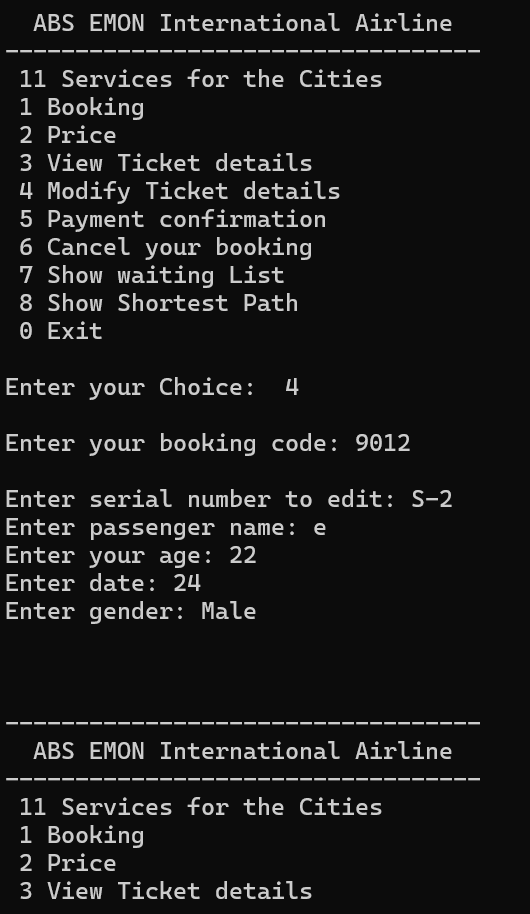 ABS EMON International Airline
----------------------------------
11 Services for the Cities
1 Booking
2 Price
3 View Ticket details
4 Modify Ticket details
5 Payment confirmation
6 Cancel your booking
7 Show waiting List
8 Show Shortest Path
0 Exit
Enter your Choice:  4
Enter your booking code: 9012
Enter serial number to edit: S-2
Enter passenger name: e
Enter your age: 22
Enter date: 24
Enter gender: Male
----------------------------------
ABS EMON International Airline
----------------------------------
11 Services for the Cities
1 Booking
2 Price
3 View Ticket details